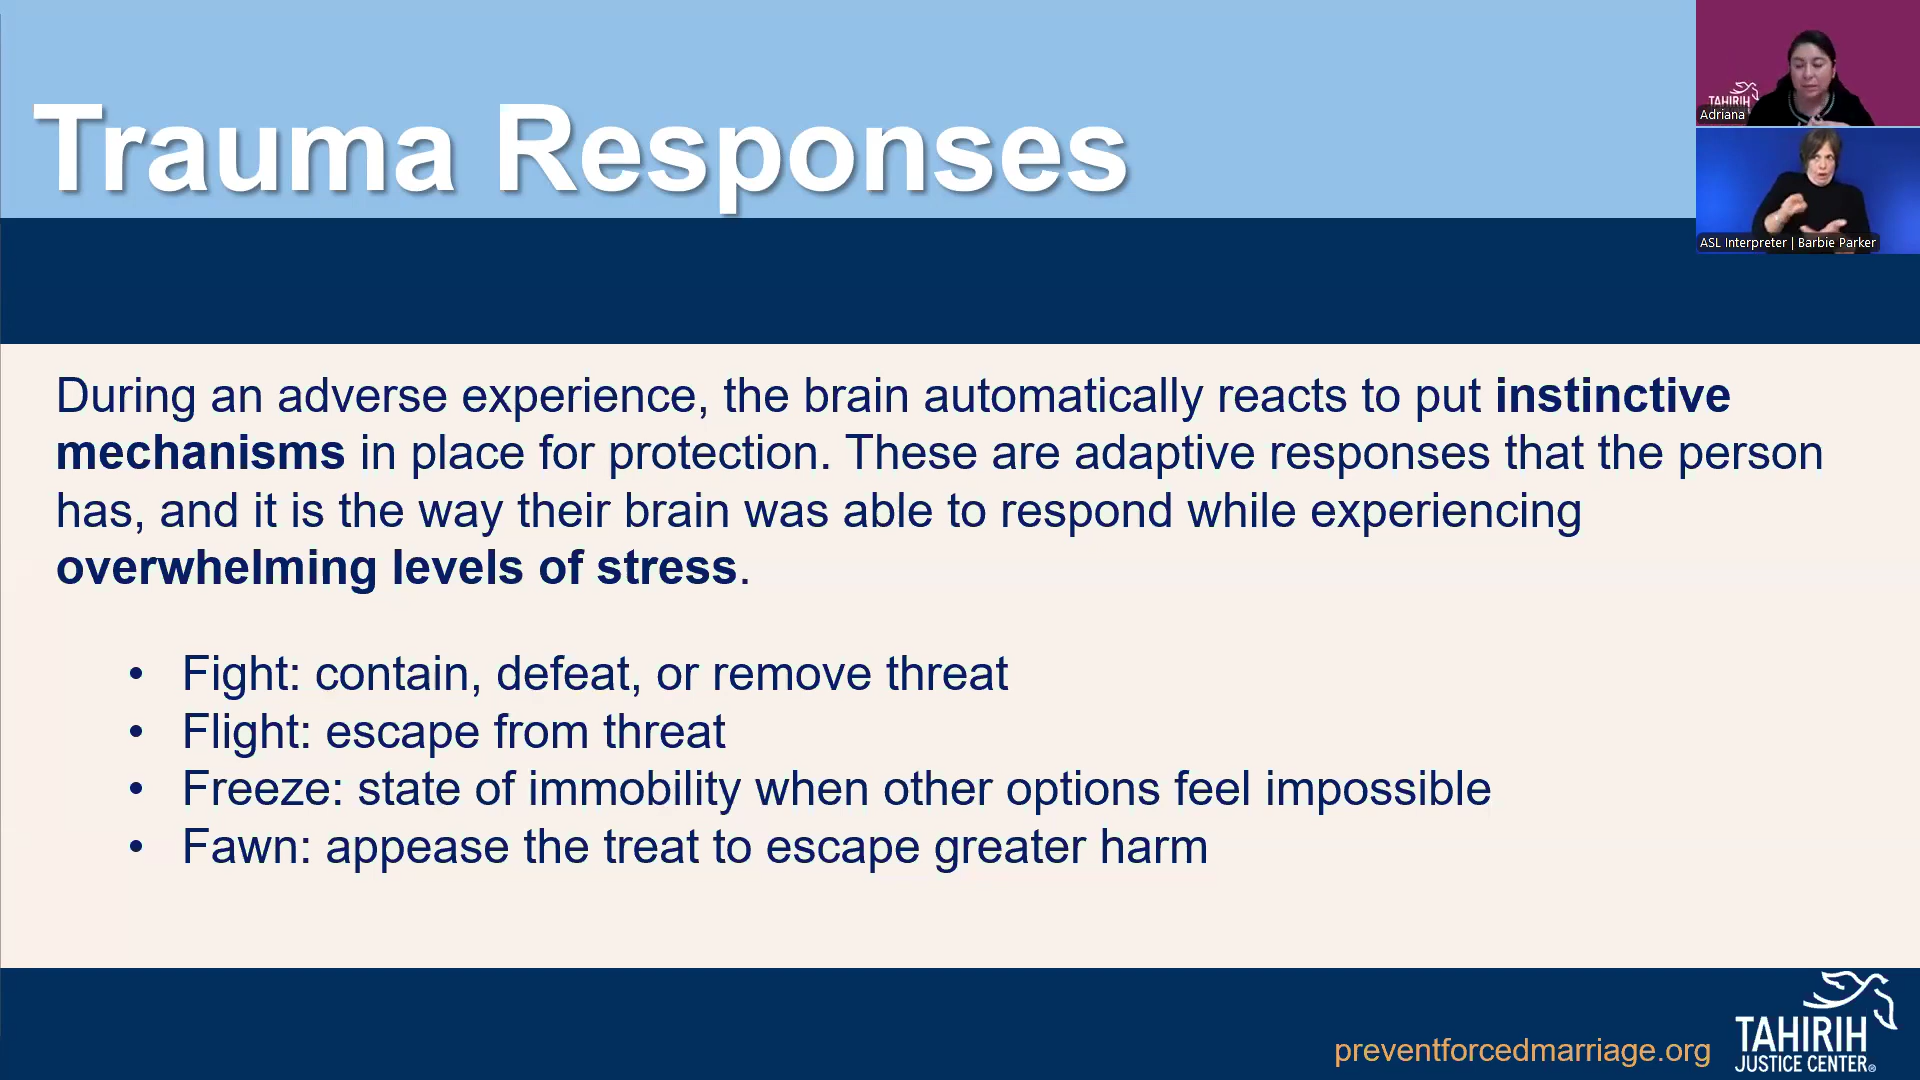 Trauma Responses
TAHIRIH
Adriana
ASL Interpreter | Barbie Parker
During an adverse experience, the brain automatically reacts to put instinctive
mechanisms in place for protection. These are adaptive responses that the person
has, and it is the way their brain was able to respond while experiencing
overwhelming levels of stress.
• Fight: contain, defeat, or remove threat
• Flight: escape from threat
• Freeze: state of immobility when other options feel impossible
• Fawn: appease the treat to escape greater harm
preventforcedmarriage.org
TAHIRIH
JUSTICE CENTER®